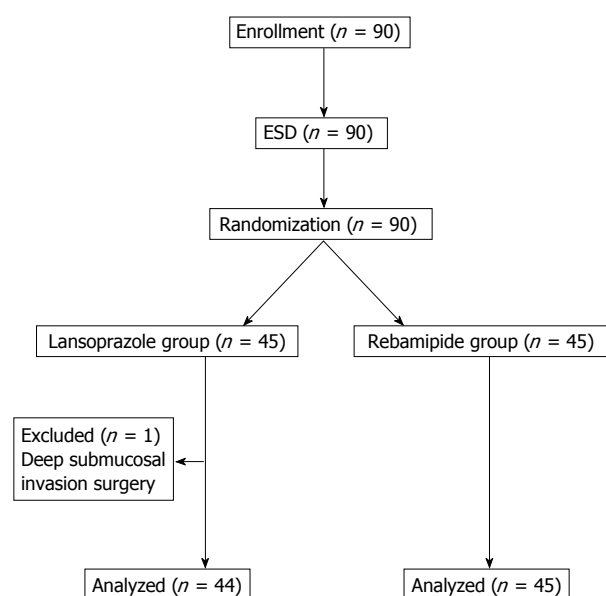 Enrollment (n = 90)
ESD (n = 90)
Randomization (n = 90)
Lansoprazole group (n = 45)
Rebamipide group (n = 45)
Excluded (n = 1)
Deep submucosal
invasion surgery
Analyzed (n = 44)
Analyzed (n = 45)